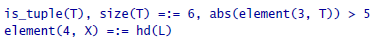 is_tuple(T), size(T) =:= 6, abs(element(3, T)) > 5
element(4, X) =:= hd(L)